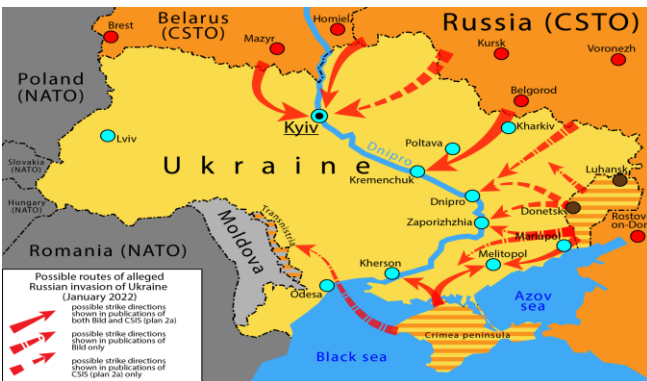 Brest
Belarus
(CSTO)
Homiel
Mazyr
Russia (CSTO)
Kursk
Voronezh
Poland
(NATO)
Belgorod
Lviv
Kyiv
Kharkiv
Dnipro
Poltava
Ukraine
Slovakia
(NATO)
Kremenchuk
Luhansk
Hungary
(NATO)
Dnipro
Donetsk
Transnistria
Moldova
Zaporizhzhia
Rostov-
on-Don
Mariupol
Romania (NATO)
Melitopol
Kherson
Odesa
Azov
sea
Crimea peninsula
Black sea
Possible routes of alleged
Russian invasion of Ukraine
(January 2022)
possible strike directions
shown in publications of
both Bild and CSIS (plan 2a)
possible strike directions
shown in publications of
Bild only
possible strike directions
shown in publications of
CSIS (plan 2a) only